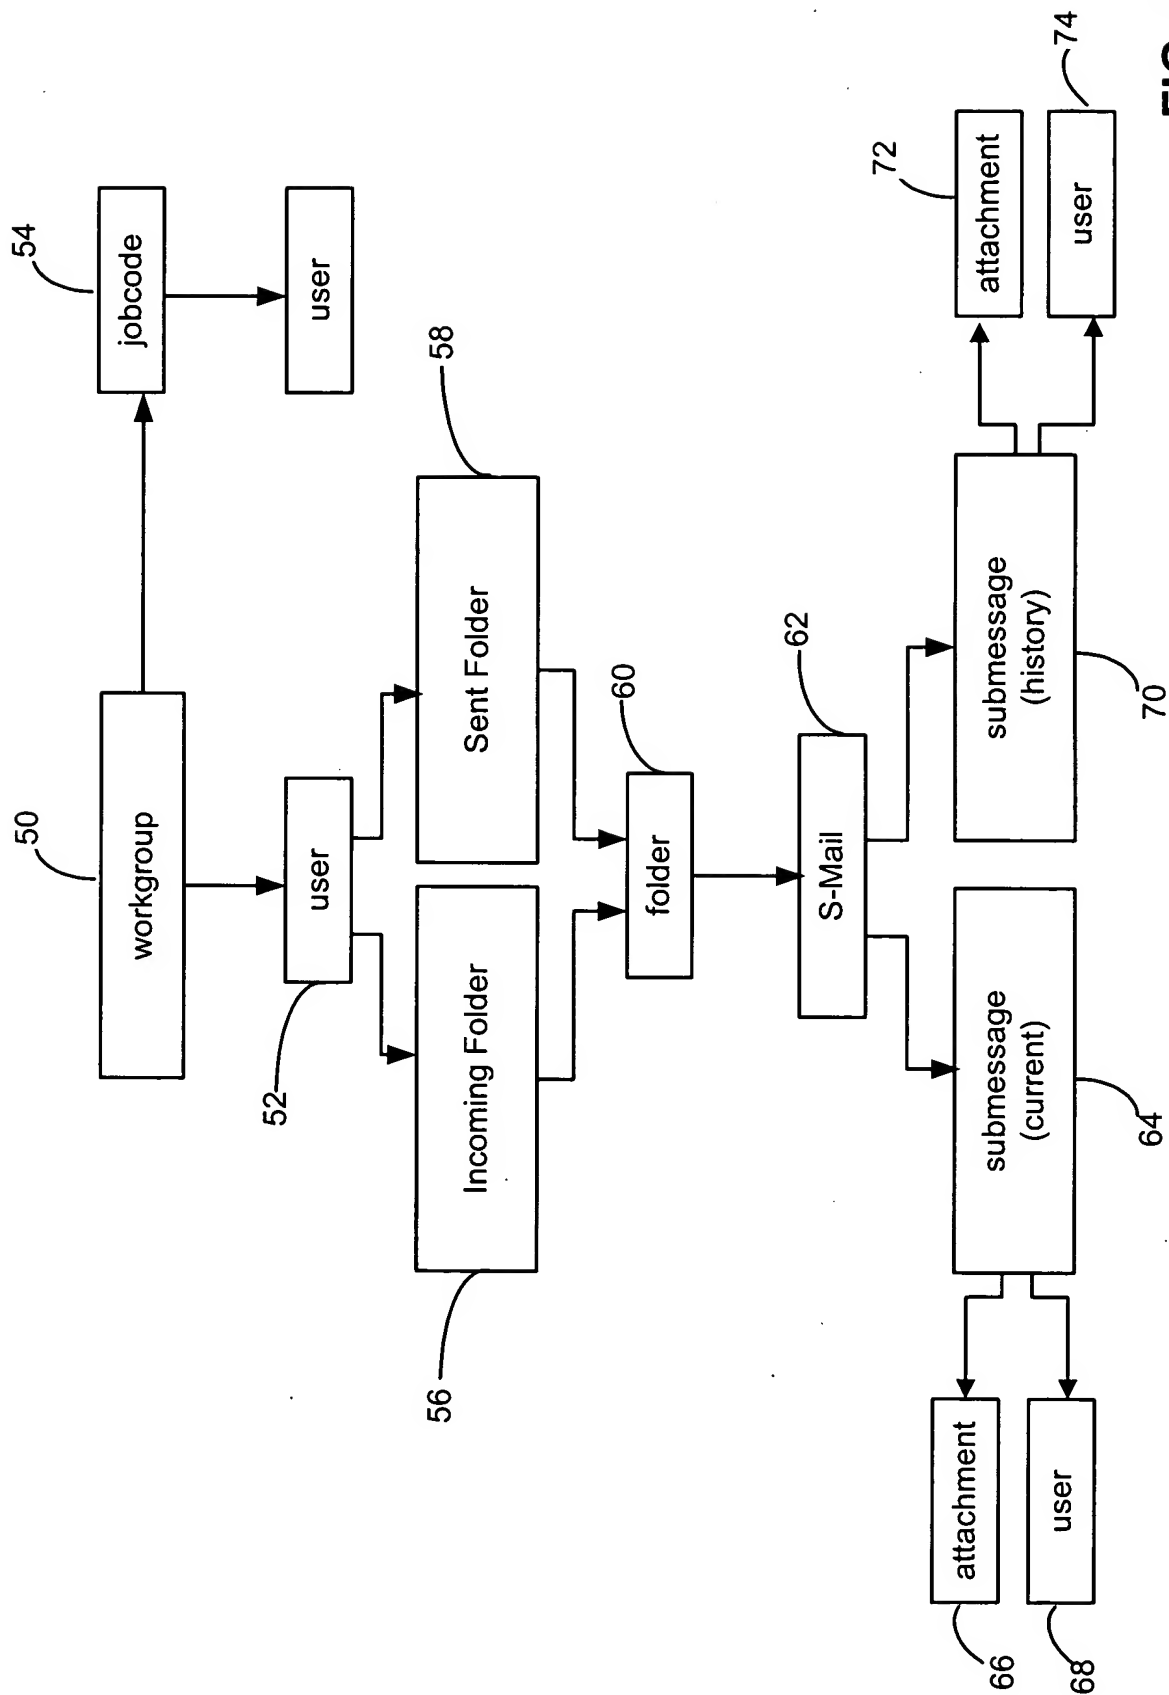 50
54
workgroup
jobcode
52
user
user
56
58
Incoming Folder
Sent Folder
60
folder
62
S-Mail
72
attachment
submessage
(current)
submessage
(history)
attachment
66
user
user
74
68
64
70
FIG